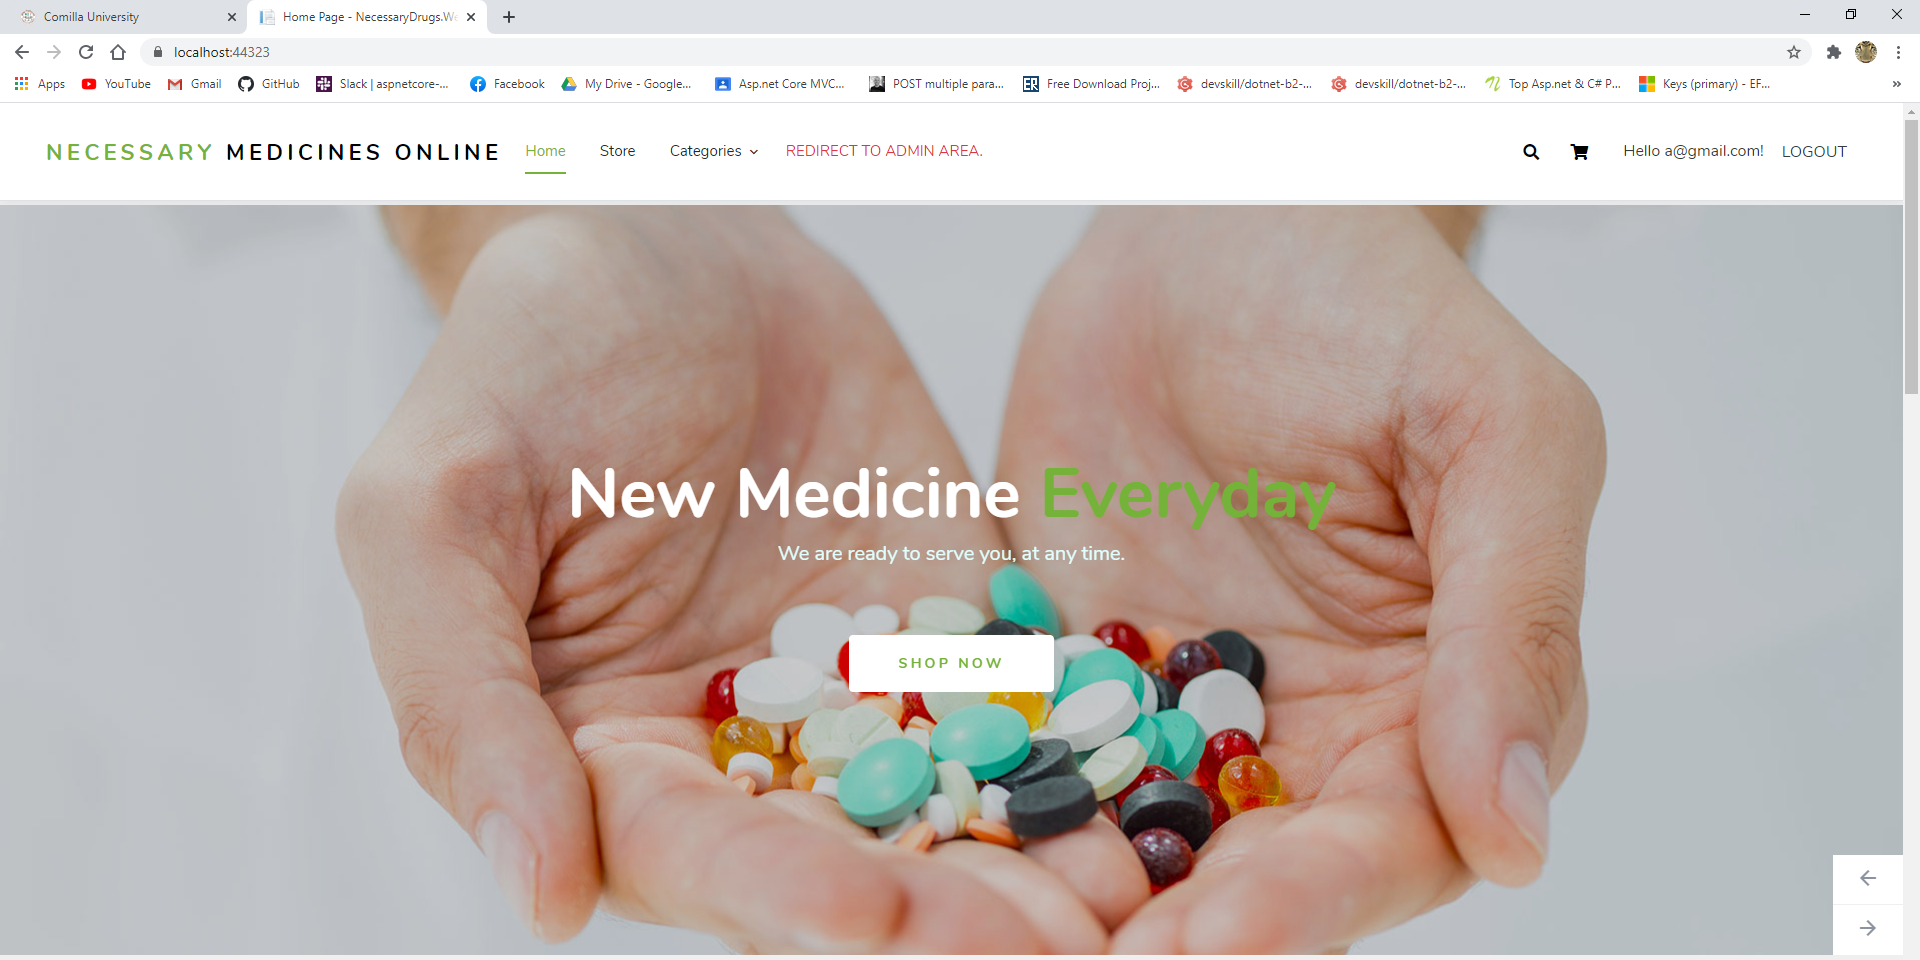 Comilla University
Home Page - NecessaryDrugs.We
localhost:44323
Apps
YouTube
Gmail
GitHub
Slack | aspnetcore-...
Facebook
My Drive - Google...
Asp.net Core MVC...
POST multiple para...
Free Download Proj...
devskill/dotnet-b2-...
devskill/dotnet-b2-...
Top Asp.net & C# P...
Keys (primary) - EF...
NECESSARY MEDICINES ONLINE
Home
Store
Categories
REDIRECT TO ADMIN AREA.
Hello a@gmail.com!
LOGOUT
New Medicine Everyday
We are ready to serve you, at any time.
SHOP NOW